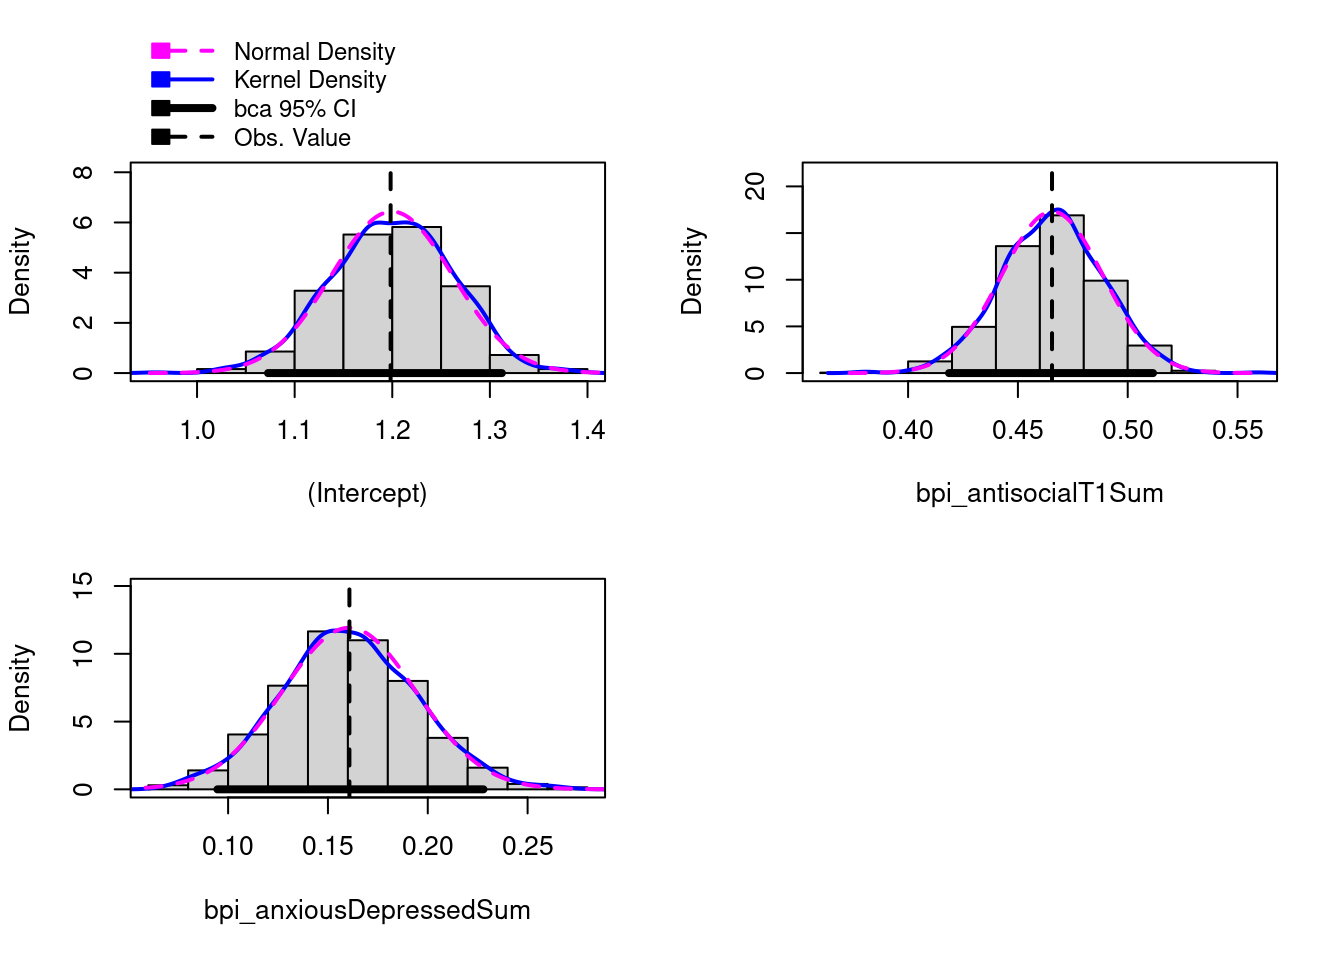 Normal Density
Kernel Density
bca 95% CI
Obs. Value
Density
0 2 4 6 8
1.0 1.1 1.2 1.3 1.4
(Intercept)
Density
0 5 10 20
0.40 0.45 0.50 0.55
bpi_antisocialT1Sum
Density
0 5 10 15
0.10 0.15 0.20 0.25
bpi_anxiousDepressedSum